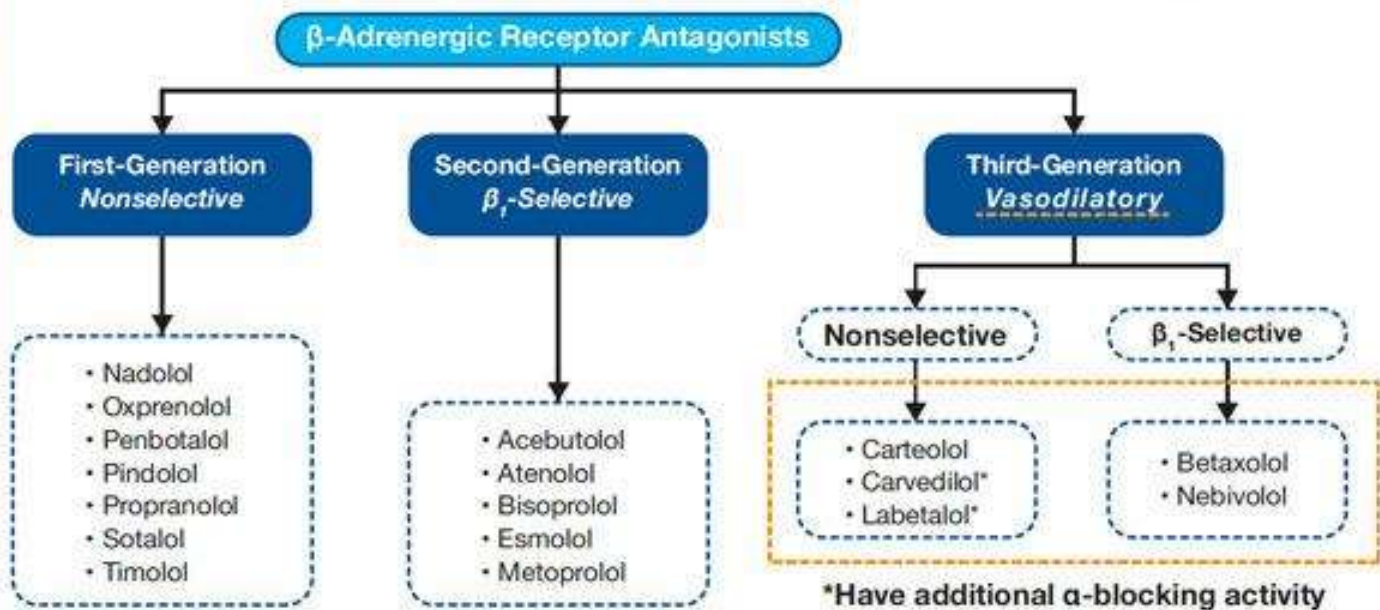 β-Adrenergic Receptor Antagonists
First-Generation
Nonselective
Second-Generation
β₁-Selective
Third-Generation
Vasodilatory
Nonselective
β₁-Selective
• Nadolol
• Oxprenolol
• Penbotalol
• Pindolol
• Propranolol
• Sotalol
• Timolol
• Acebutolol
• Atenolol
• Bisoprolol
• Esmolol
• Metoprolol
• Carteolol
• Carvedilol*
• Labetalol*
• Betaxolol
• Nebivolol
*Have additional α-blocking activity